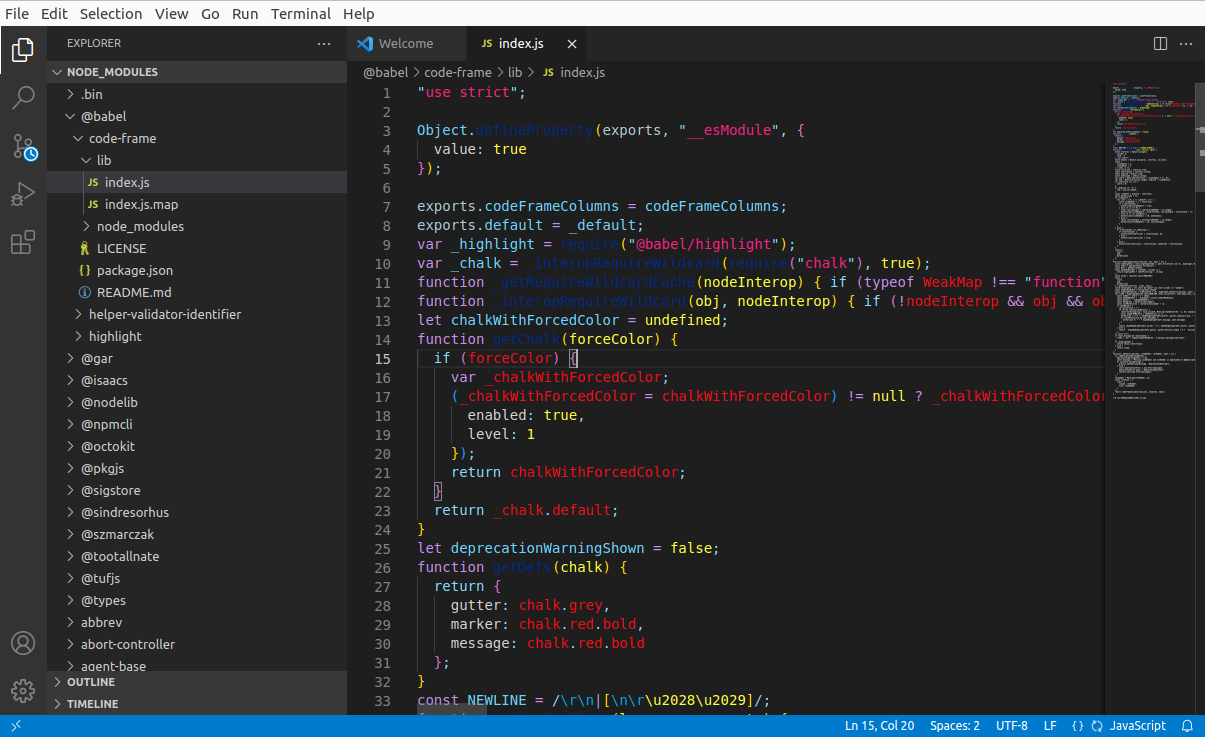 File Edit Selection View Go Run Terminal Help
EXPLORER
Welcome
JS index.js
NODE_MODULES
.bin
@babel
code-frame
lib
JS index.js
JS index.js.map
node_modules
LICENSE
{} package.json
README.md
helper-validator-identifier
highlight
@gar
@isaacs
@nodelib
@npmcli
@octokit
@pkgjs
@sigstore
@sindresorhus
@szmarczak
@tootallnate
@tufjs
@types
abbrev
abort-controller
agent-base
OUTLINE
TIMELINE
@babel > code-frame > lib > JS index.js
1 "use strict";
2
3 Object.defineProperty(exports, "__esModule", {
4 value: true
5 });
6
7 exports.codeFrameColumns = codeFrameColumns;
8 exports.default = _default;
9 var _highlight = require("@babel/highlight");
10 var _chalk = _interopRequireWildcard(require("chalk"), true);
11 function _getRequireWildcardCache(nodeInterop) { if (typeof WeakMap !== "function"
12 function _interopRequireWildcard(obj, nodeInterop) { if (!nodeInterop && obj && ob
13 let chalkWithForcedColor = undefined;
14 function getChalk(forceColor) {
15 if (forceColor) {
16 var _chalkWithForcedColor;
17 (_chalkWithForcedColor = chalkWithForcedColor) != null ? _chalkWithForcedColor
18 enabled: true,
19 level: 1
20 });
21 return chalkWithForcedColor;
22 }
23 return _chalk.default;
24 }
25 let deprecationWarningShown = false;
26 function getDefs(chalk) {
27 return {
28 gutter: chalk.grey,
29 marker: chalk.red.bold,
30 message: chalk.red.bold
31 };
32 }
33 const NEWLINE = /\r\n|[\n\r\u2028\u2029]/;
Ln 15, Col 20 Spaces: 2 UTF-8 LF {} JavaScript